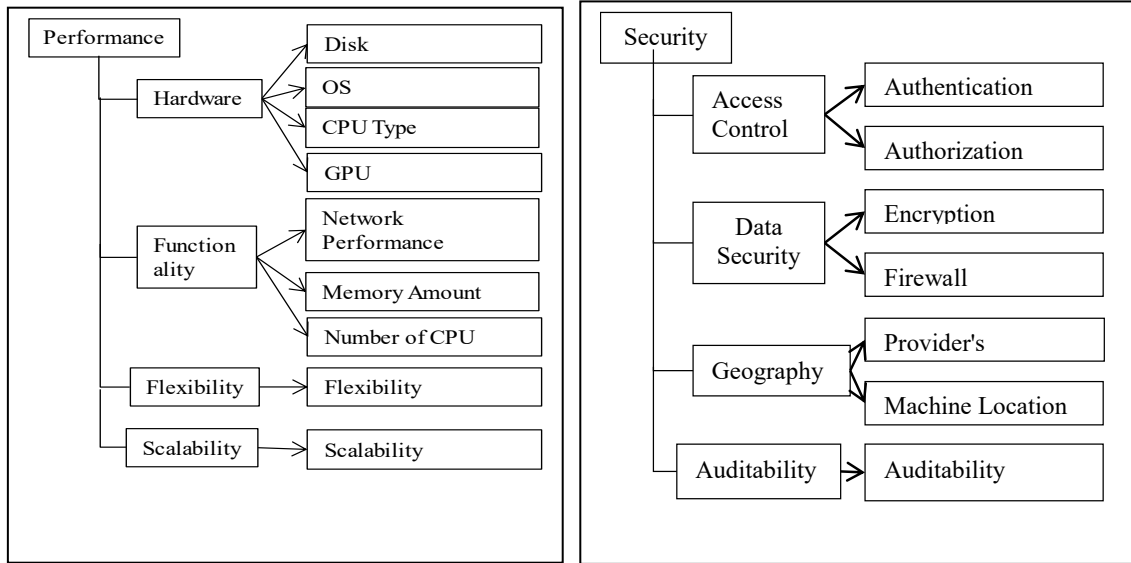 Performance
Hardware
Disk
OS
CPU Type
GPU
Function
ality
Network
Performance
Memory Amount
Number of CPU
Flexibility
Flexibility
Scalability
Scalability
Security
Access
Control
Authentication
Authorization
Data
Security
Encryption
Firewall
Geography
Provider's
Machine Location
Auditability
Auditability